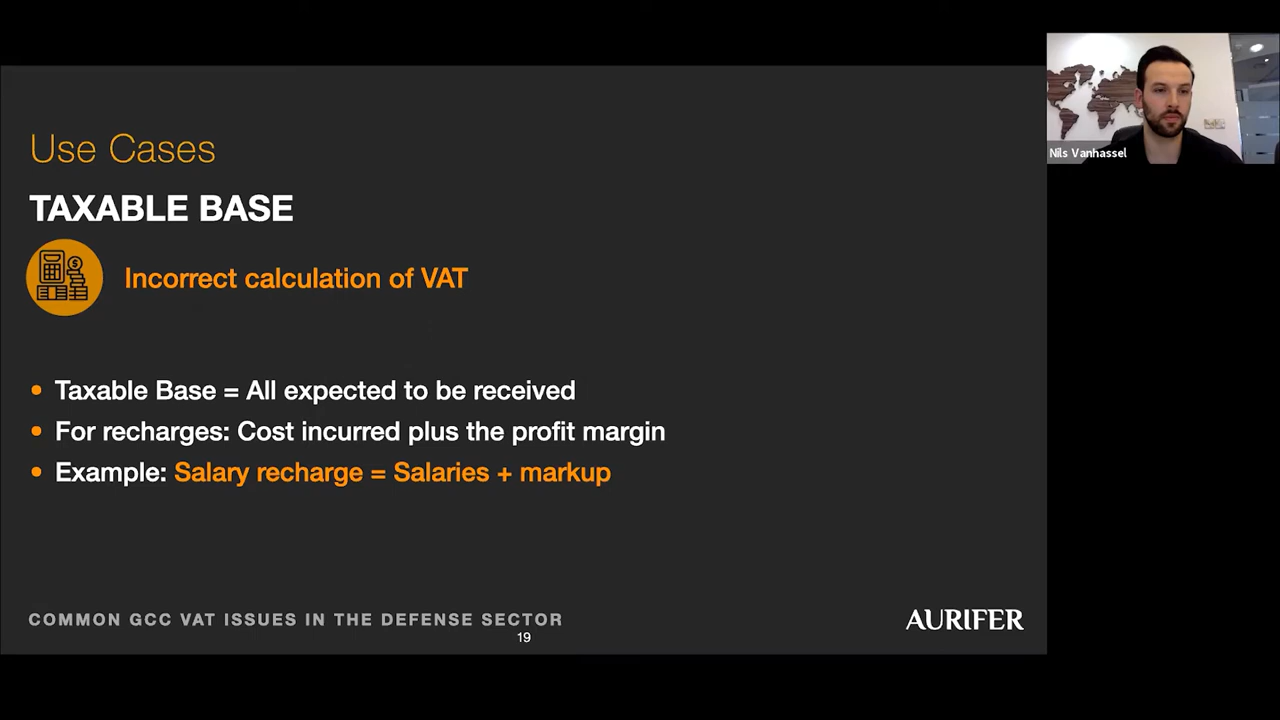 Use Cases
TAXABLE BASE
Incorrect calculation of VAT
• Taxable Base = All expected to be received
• For recharges: Cost incurred plus the profit margin
• Example: Salary recharge = Salaries + markup
COMMON GCC VAT ISSUES IN THE DEFENSE SECTOR
19
AURIFER
Nils Vanhassel